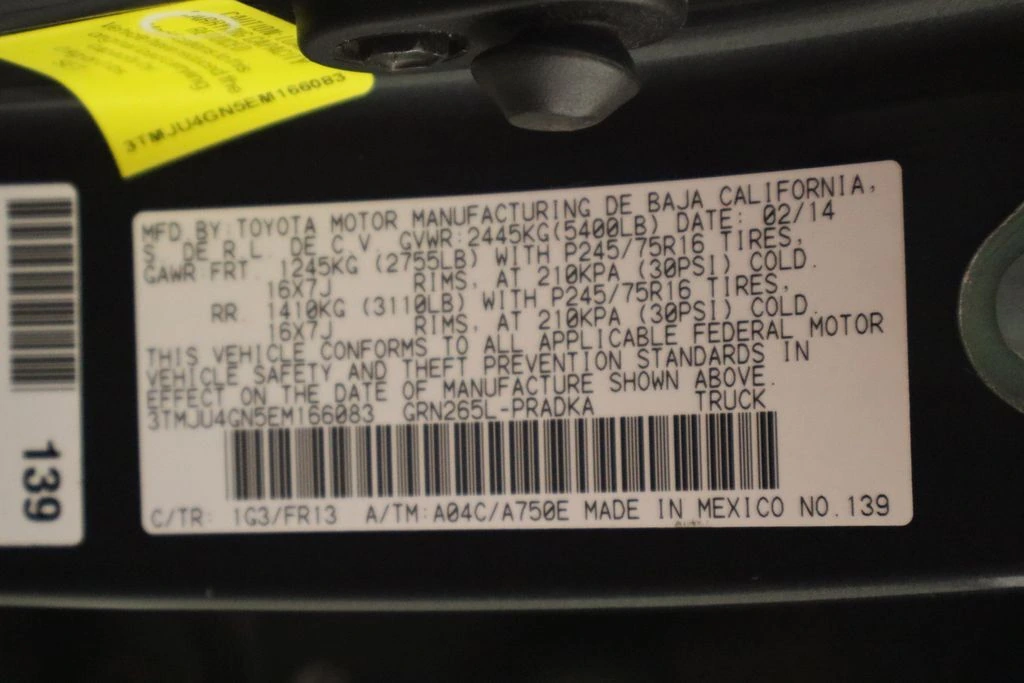 CAUTION
3TMJU4GN5EM166083
139
MFD. BY: TOYOTA MOTOR MANUFACTURING DE BAJA CALIFORNIA,
S. DE R.L. DE C.V. GVWR: 2445KG(5400LB) DATE: 02/14
GAWR FRT. 1245KG (2755LB) WITH P245/75R16 TIRES,
16X7J RIMS, AT 210KPA (30PSI) COLD.
RR. 1410KG (3110LB) WITH P245/75R16 TIRES,
16X7J RIMS, AT 210KPA (30PSI) COLD.
THIS VEHICLE CONFORMS TO ALL APPLICABLE FEDERAL MOTOR
VEHICLE SAFETY AND THEFT PREVENTION STANDARDS IN
EFFECT ON THE DATE OF MANUFACTURE SHOWN ABOVE.
3TMJU4GN5EM166083 GRN265L-PRADKA TRUCK
C/TR: 1G3/FR13 A/TM: A04C/A750E MADE IN MEXICO NO.139